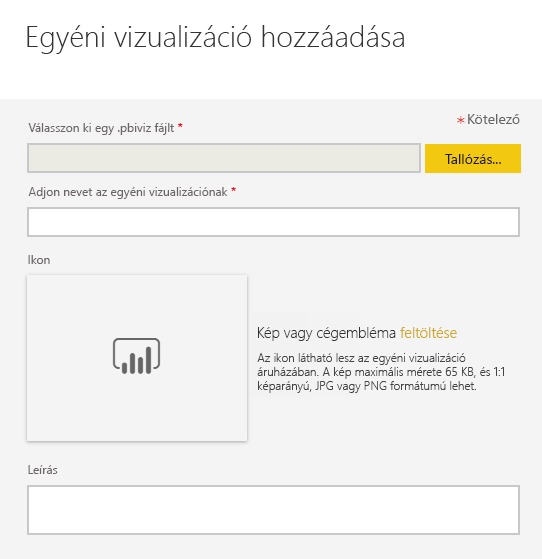 Egyéni vizualizáció hozzáadása
* Kötelező
Válasszon ki egy .pbiviz fájlt *
Tallózás...
Adjon nevet az egyéni vizualizációnak *
Ikon
Kép vagy cégembléma feltöltése
Az ikon látható lesz az egyéni vizualizáció
áruházában. A kép maximális mérete 65 KB, és 1:1
képarányú, JPG vagy PNG formátumú lehet.
Leírás